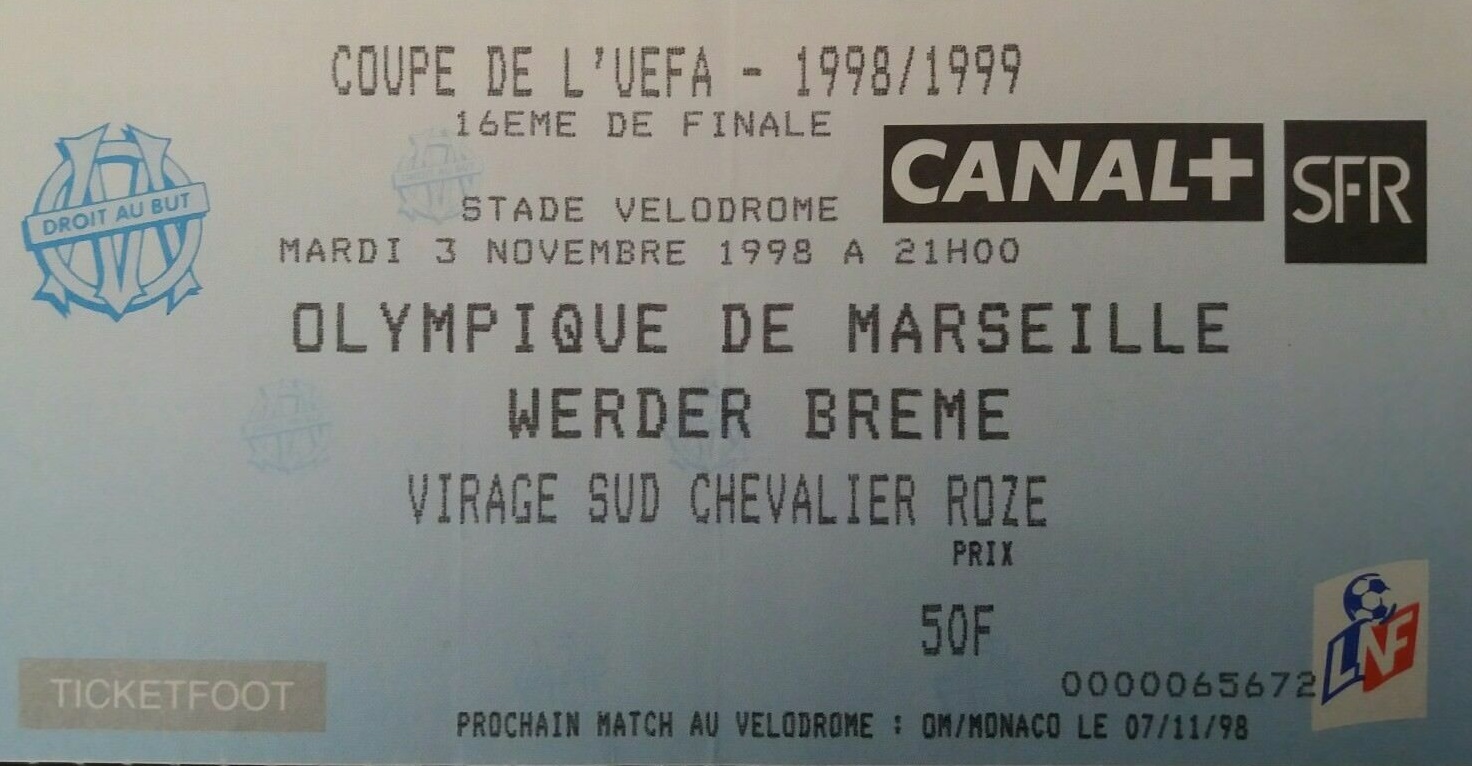 COUPE DE L'UEFA - 1998/1999
16EME DE FINALE
CANAL+
SFR
DROIT AU BUT
STADE VELODROME
MARDI 3 NOVEMBRE 1998 A 21H00
OLYMPIQUE DE MARSEILLE
WERDER BREME
VIRAGE SUD CHEVALIER ROZE
PRIX
50F
0000065672
LNF
TICKETFOOT
PROCHAIN MATCH AU VELODROME : OM/MONACO LE 07/11/98